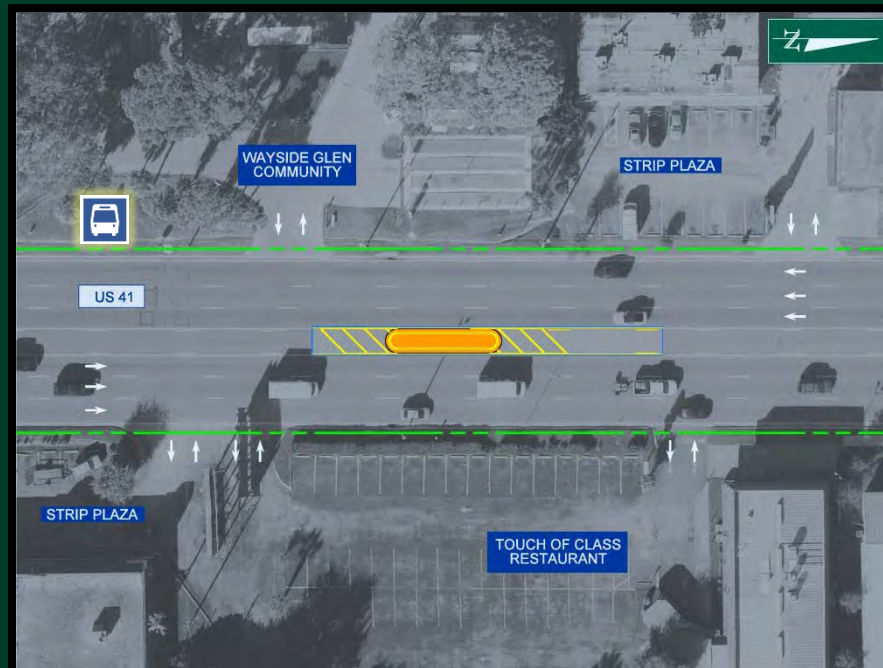 N
WAYSIDE GLEN
COMMUNITY
STRIP PLAZA
US 41
STRIP PLAZA
TOUCH OF CLASS
RESTAURANT